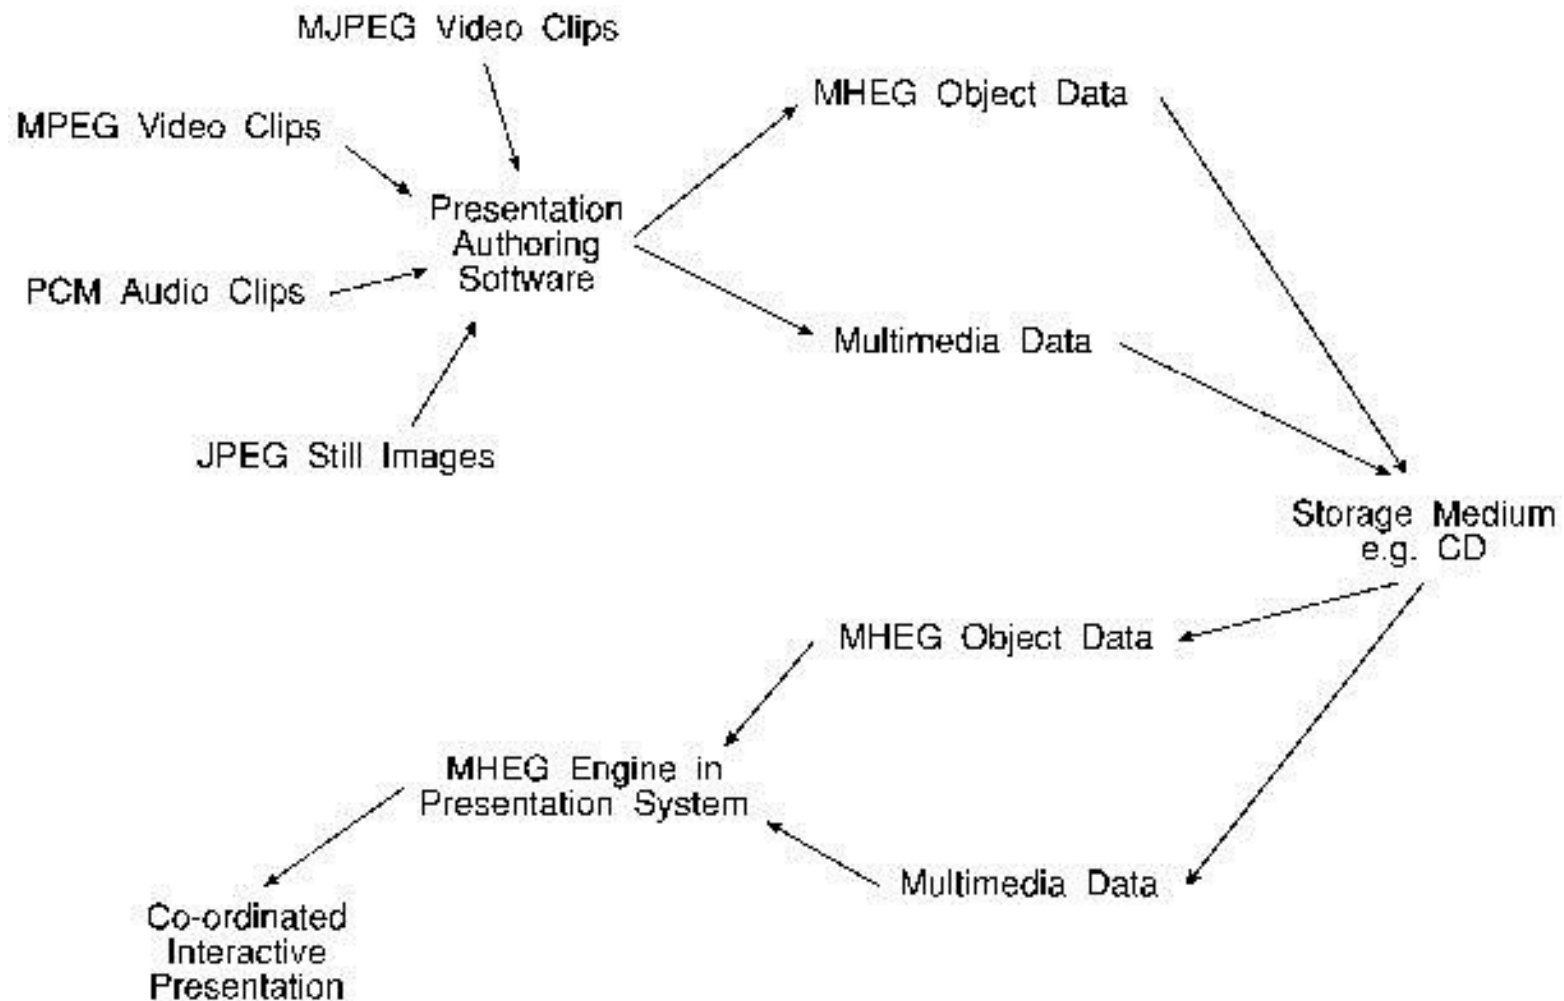 MJPEG Video Clips
MHEG Object Data
MPEG Video Clips
Presentation
Authoring
Software
PCM Audio Clips
Multimedia Data
JPEG Still Images
Storage Medium
e.g. CD
MHEG Object Data
MHEG Engine in
Presentation System
Multimedia Data
Co-ordinated
Interactive
Presentation